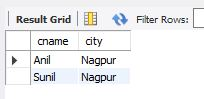 Result Grid Filter Rows:
cname city
Anil Nagpur
Sunil Nagpur